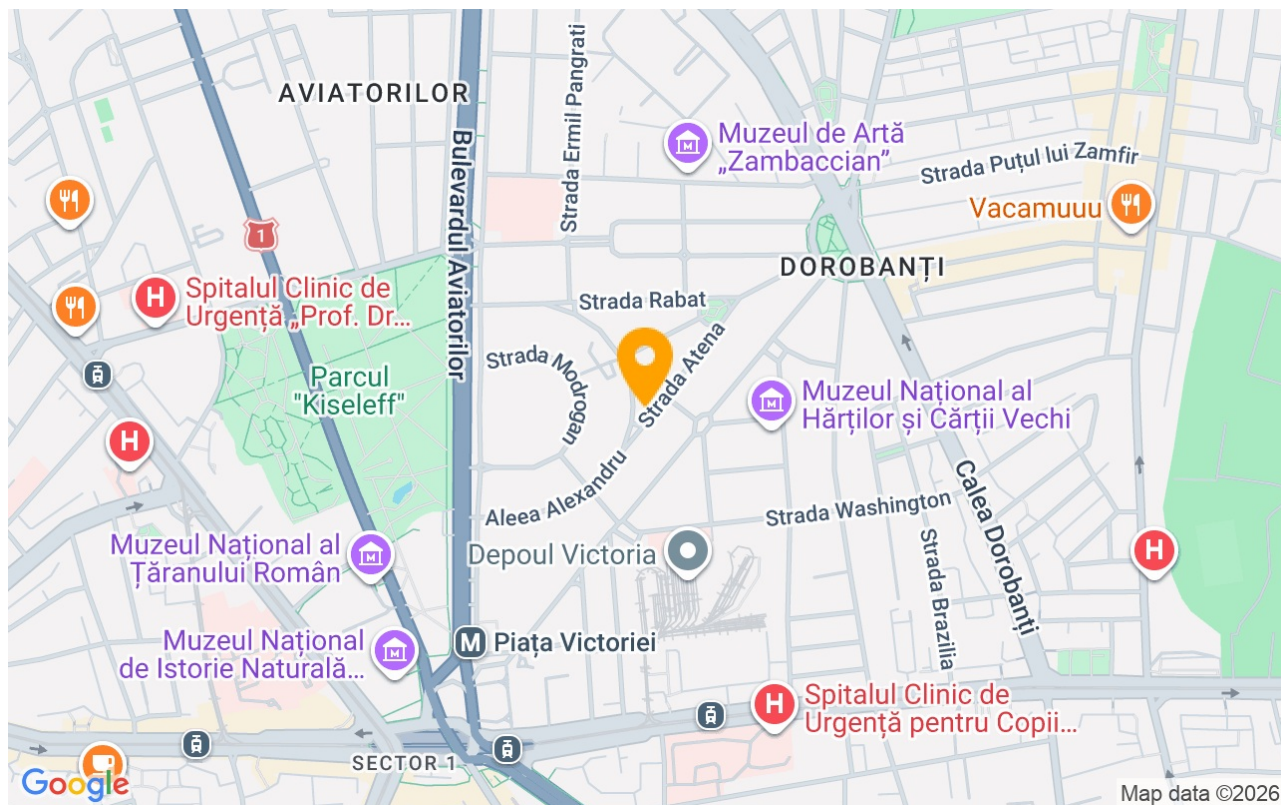 AVIATORILOR
Strada Ermil Pangrati
Bulevardul Aviatorilor
Muzeul de Artă
„Zambaccian”
Strada Puțul lui Zamfir
Vacamuuu
1
DOROBANȚI
H
Spitalul Clinic de
Urgență „Prof. Dr...
Strada Rabat
Strada Atena
Strada Modrogan
Parcul
"Kiseleff"
Muzeul Național al
Hărților și Cărții Vechi
H
Aleea Alexandru
Calea Dorobanți
Strada Washington
Strada Brazilia
Muzeul Național al
Țăranului Român
Depoul Victoria
H
Muzeul Național
de Istorie Naturală...
M
Piața Victoriei
H
Spitalul Clinic de
Urgență pentru Copii...
SECTOR 1
Google
Map data ©2026